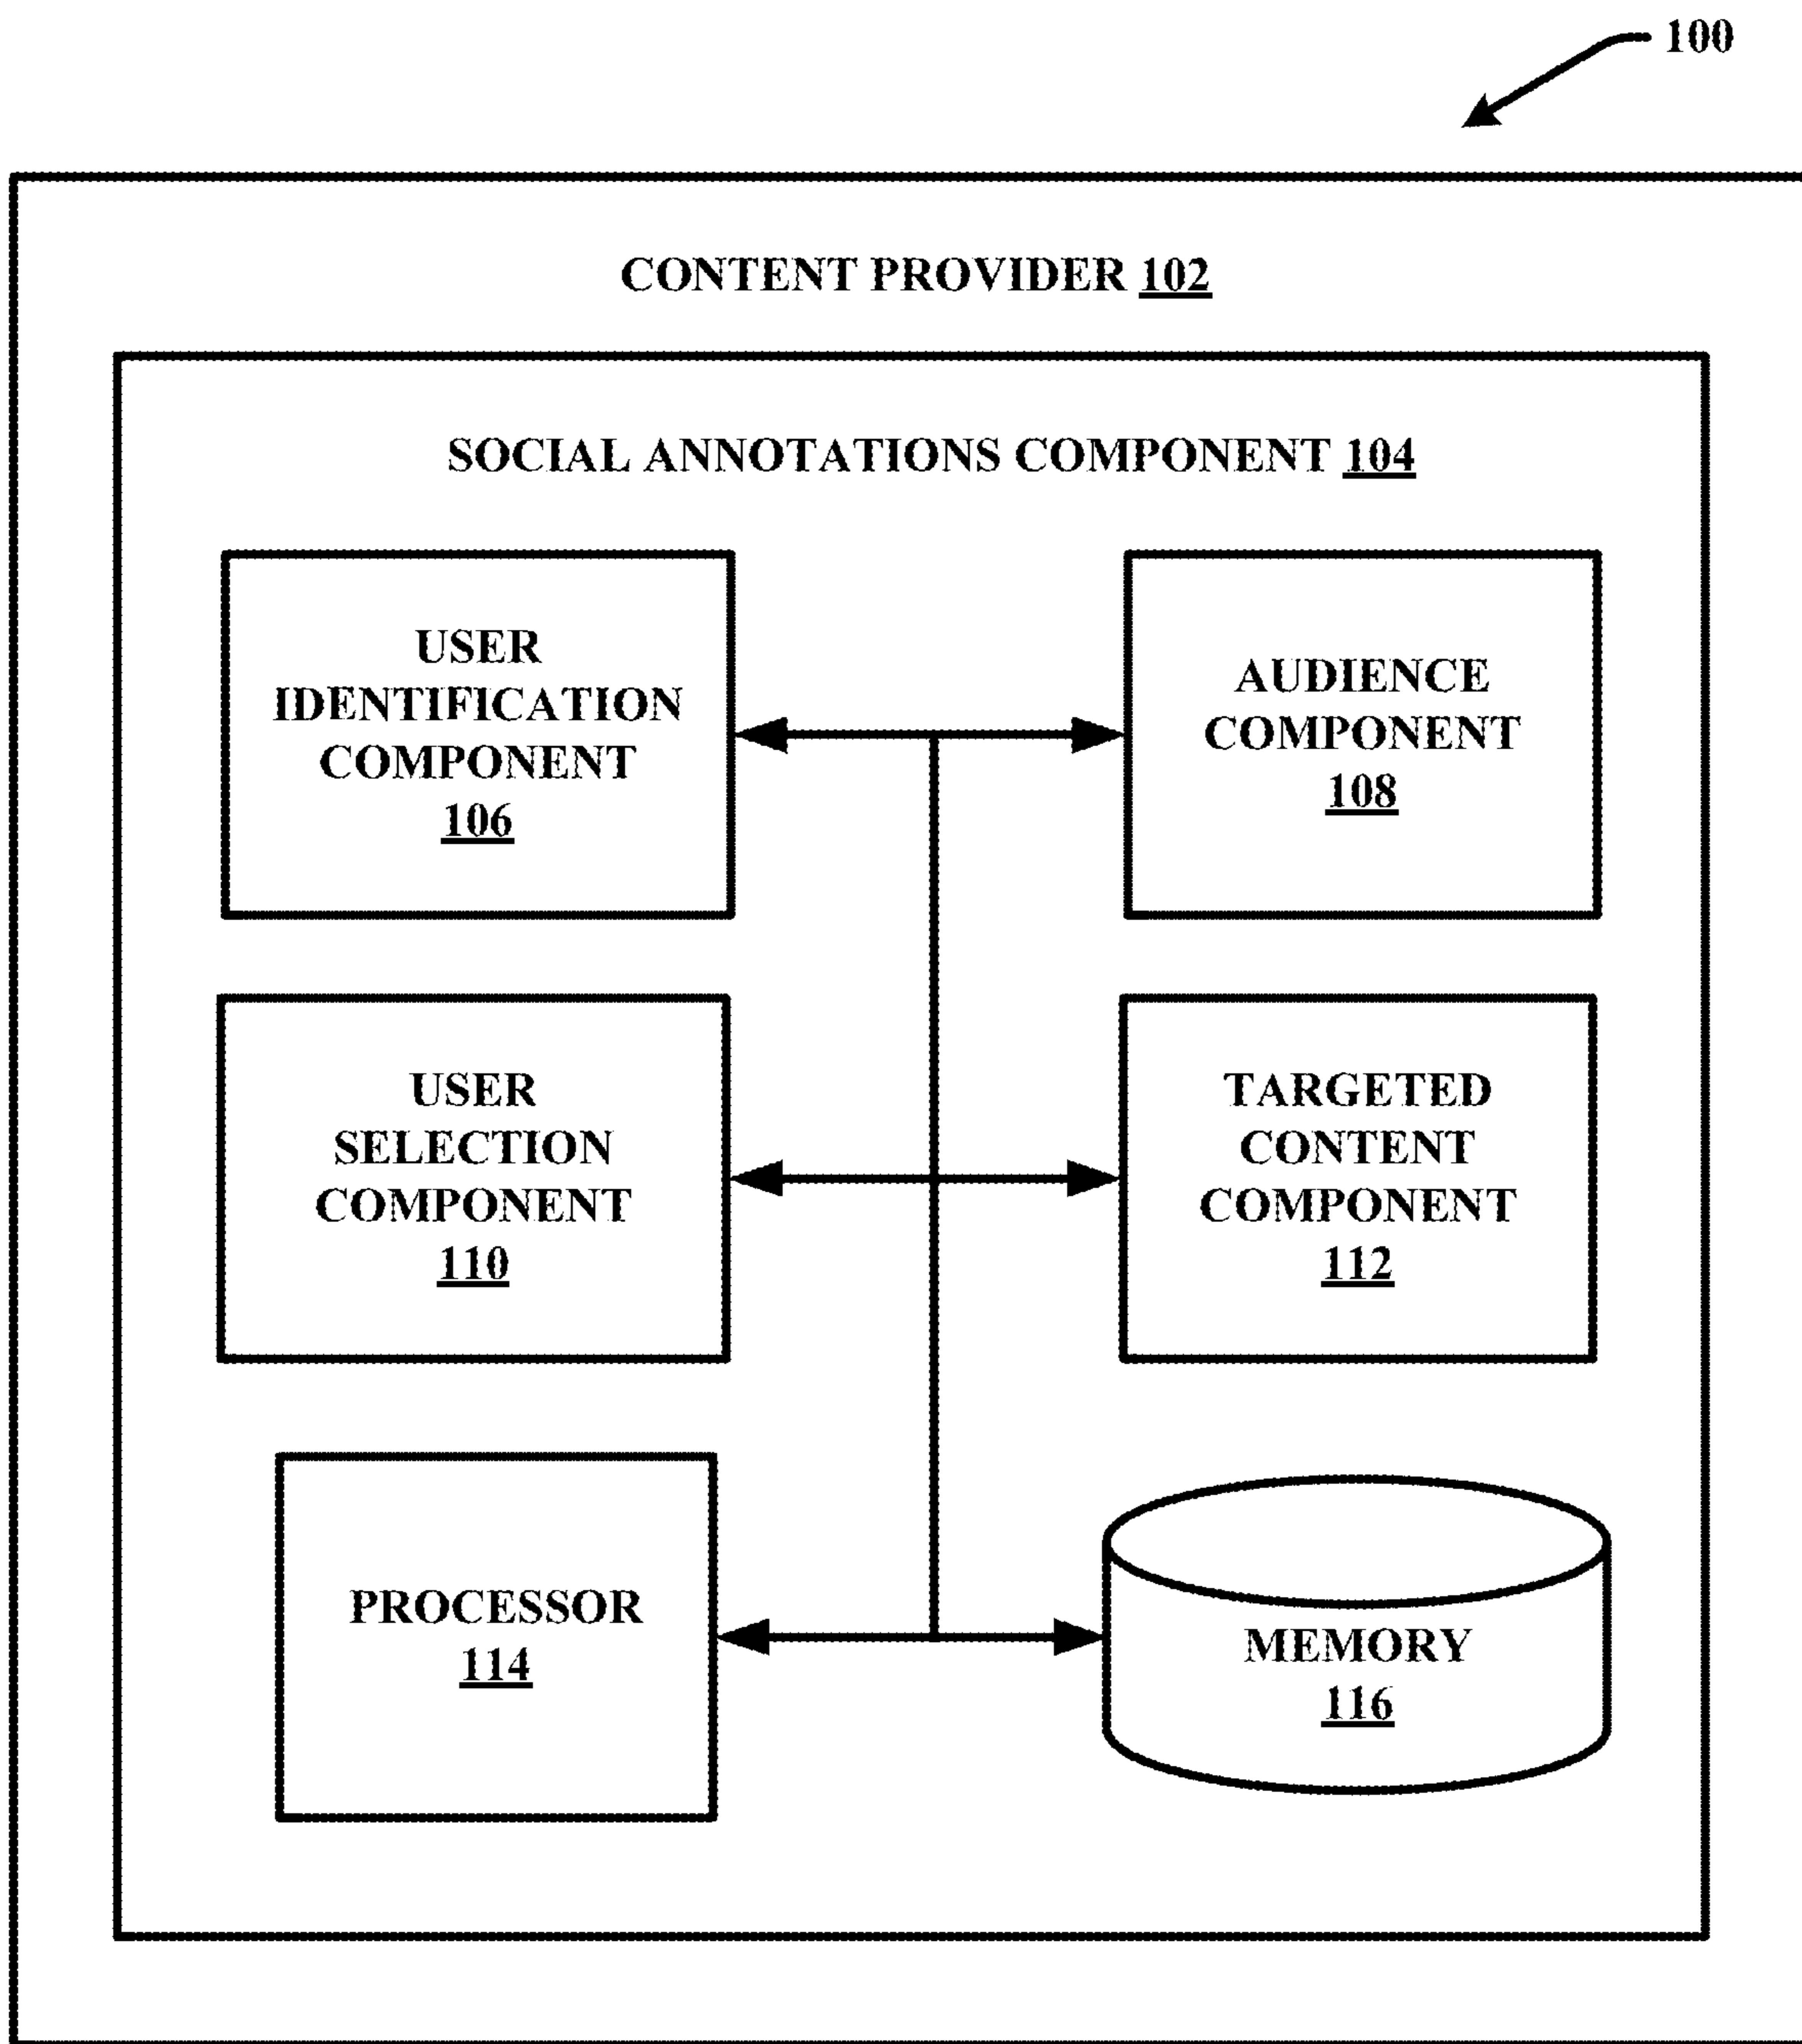 100
CONTENT PROVIDER 102
SOCIAL ANNOTATIONS COMPONENT 104
USER
IDENTIFICATION
COMPONENT
106
AUDIENCE
COMPONENT
108
USER
SELECTION
COMPONENT
110
TARGETED
CONTENT
COMPONENT
112
PROCESSOR
114
MEMORY
116